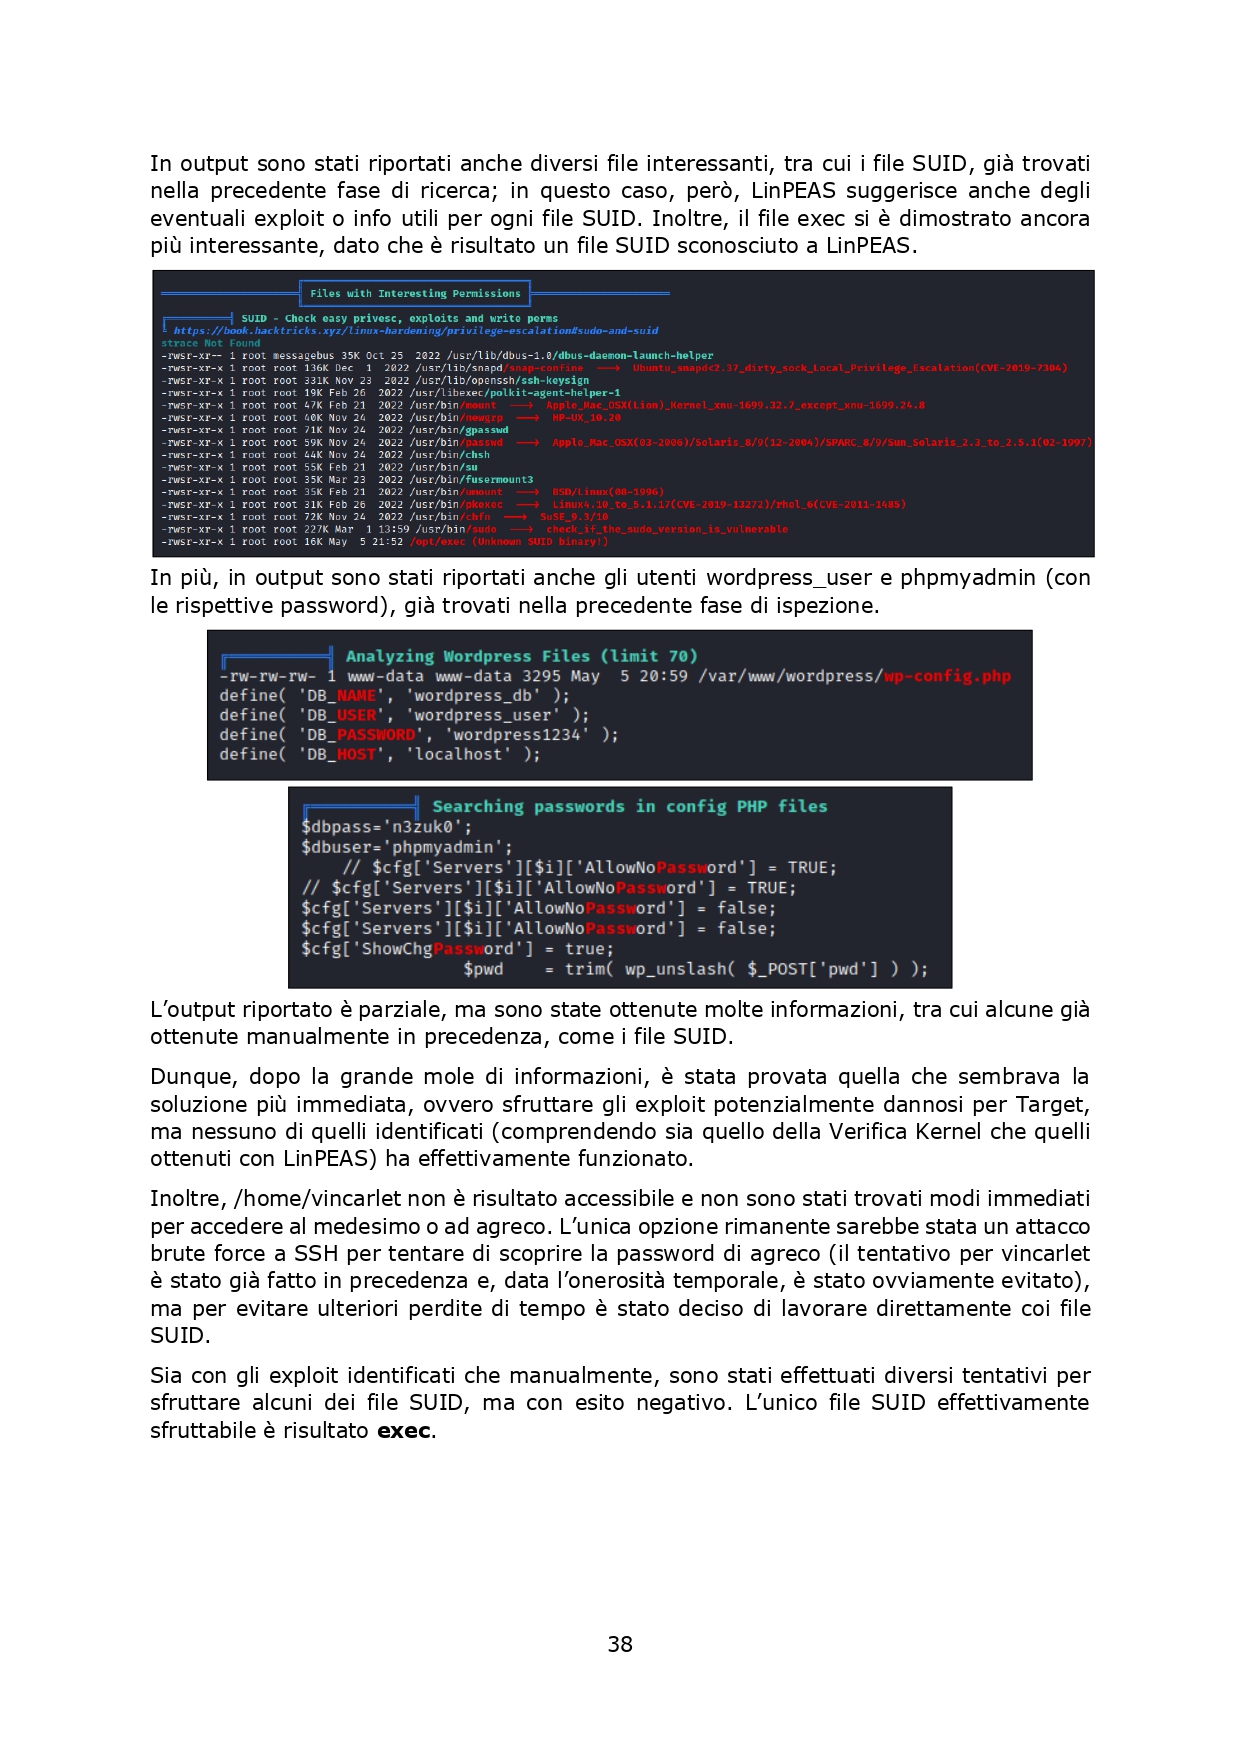 In output sono stati riportati anche diversi file interessanti, tra cui i file SUID, già trovati
nella precedente fase di ricerca; in questo caso, però, LinPEAS suggerisce anche degli
eventuali exploit o info utili per ogni file SUID. Inoltre, il file exec si è dimostrato ancora
più interessante, dato che è risultato un file SUID sconosciuto a LinPEAS.
Files with Interesting Permissions
SUID - Check easy privesc, exploits and write perms
https://book.hacktricks.xyz/linux-hardening/privilege-escalation#sudo-and-suid
strace Not Found
-rwsr-xr-- 1 root messagebus 35K Oct 25  2022 /usr/lib/dbus-1.0/dbus-daemon-launch-helper
-rwsr-xr-x 1 root root 136K Dec  1  2022 /usr/lib/snapd/snap-confine  --->  Ubuntu_snapd<2.37_dirty_sock_Local_Privilege_Escalation(CVE-2019-7304)
-rwsr-xr-x 1 root root 331K Nov 23  2022 /usr/lib/openssh/ssh-keysign
-rwsr-xr-x 1 root root 19K Feb 26  2022 /usr/libexec/polkit-agent-helper-1
-rwsr-xr-x 1 root root 47K Feb 21  2022 /usr/bin/mount  --->  Apple_Mac_OSX(Lion)_Kernel_xnu-1699.32.7_except_xnu-1699.24.8
-rwsr-xr-x 1 root root 40K Nov 24  2022 /usr/bin/newgrp  --->  HP-UX_10.20
-rwsr-xr-x 1 root root 71K Nov 24  2022 /usr/bin/gpasswd
-rwsr-xr-x 1 root root 59K Nov 24  2022 /usr/bin/passwd  --->  Apple_Mac_OSX(03-2006)/Solaris_8/9(12-2004)/SPARC_8/9/Sun_Solaris_2.3_to_2.5.1(02-1997)
-rwsr-xr-x 1 root root 44K Nov 24  2022 /usr/bin/chsh
-rwsr-xr-x 1 root root 55K Feb 21  2022 /usr/bin/su
-rwsr-xr-x 1 root root 35K Mar 23  2022 /usr/bin/fusermount3
-rwsr-xr-x 1 root root 35K Feb 21  2022 /usr/bin/umount  --->  BSD/Linux(08-1996)
-rwsr-xr-x 1 root root 31K Feb 26  2022 /usr/bin/pkexec  --->  Linux4.10_to_5.1.17(CVE-2019-13272)/rhel_6(CVE-2011-1485)
-rwsr-xr-x 1 root root 72K Nov 24  2022 /usr/bin/chfn  --->  SuSE_9.3/10
-rwsr-xr-x 1 root root 227K Mar  1 13:59 /usr/bin/sudo  --->  check_if_the_sudo_version_is_vulnerable
-rwsr-xr-x 1 root root 16K May  5 21:52 /opt/exec (Unknown SUID binary!)
In più, in output sono stati riportati anche gli utenti wordpress_user e phpmyadmin (con
le rispettive password), già trovati nella precedente fase di ispezione.
Analyzing Wordpress Files (limit 70)
-rw-rw-rw- 1 www-data www-data 3295 May  5 20:59 /var/www/wordpress/wp-config.php
define( 'DB_NAME', 'wordpress_db' );
define( 'DB_USER', 'wordpress_user' );
define( 'DB_PASSWORD', 'wordpress1234' );
define( 'DB_HOST', 'localhost' );
Searching passwords in config PHP files
$dbpass='n3zuk0';
$dbuser='phpmyadmin';
// $cfg['Servers'][$i]['AllowNoPassword'] = TRUE;
// $cfg['Servers'][$i]['AllowNoPassword'] = TRUE;
$cfg['Servers'][$i]['AllowNoPassword'] = false;
$cfg['Servers'][$i]['AllowNoPassword'] = false;
$cfg['ShowChgPassword'] = true;
$pwd    = trim( wp_unslash( $_POST['pwd'] ) );
L’output riportato è parziale, ma sono state ottenute molte informazioni, tra cui alcune già
ottenute manualmente in precedenza, come i file SUID.
Dunque, dopo la grande mole di informazioni, è stata provata quella che sembrava la
soluzione più immediata, ovvero sfruttare gli exploit potenzialmente dannosi per Target,
ma nessuno di quelli identificati (comprendendo sia quello della Verifica Kernel che quelli
ottenuti con LinPEAS) ha effettivamente funzionato.
Inoltre, /home/vincarlet non è risultato accessibile e non sono stati trovati modi immediati
per accedere al medesimo o ad agreco. L’unica opzione rimanente sarebbe stata un attacco
brute force a SSH per tentare di scoprire la password di agreco (il tentativo per vincarlet
è stato già fatto in precedenza e, data l’onerosità temporale, è stato ovviamente evitato),
ma per evitare ulteriori perdite di tempo è stato deciso di lavorare direttamente coi file
SUID.
Sia con gli exploit identificati che manualmente, sono stati effettuati diversi tentativi per
sfruttare alcuni dei file SUID, ma con esito negativo. L’unico file SUID effettivamente
sfruttabile è risultato exec.
38